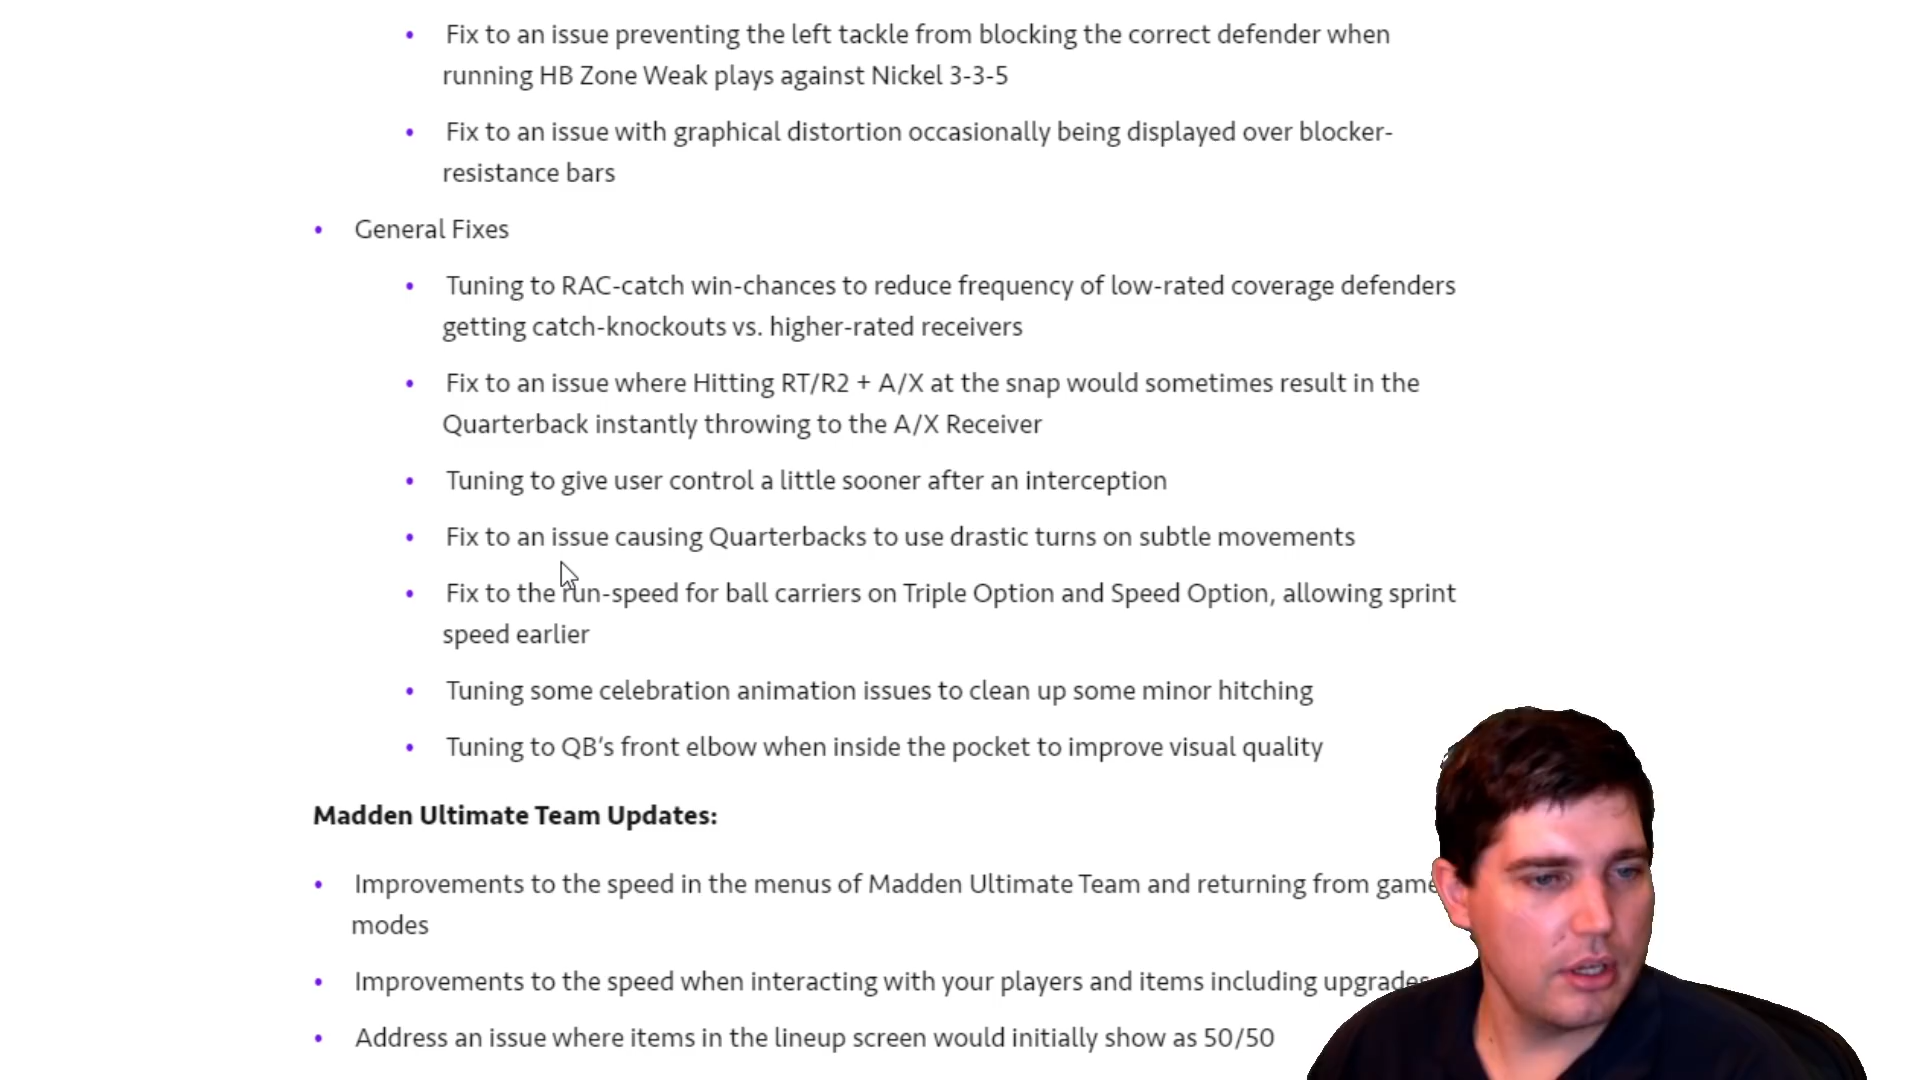 Fix to an issue preventing the left tackle from blocking the correct defender when
running HB Zone Weak plays against Nickel 3-3-5
Fix to an issue with graphical distortion occasionally being displayed over blocker-
resistance bars
General Fixes
Tuning to RAC-catch win-chances to reduce frequency of low-rated coverage defenders
getting catch-knockouts vs. higher-rated receivers
Fix to an issue where Hitting RT/R2 + A/X at the snap would sometimes result in the
Quarterback instantly throwing to the A/X Receiver
Tuning to give user control a little sooner after an interception
Fix to an issue causing Quarterbacks to use drastic turns on subtle movements
Fix to the run-speed for ball carriers on Triple Option and Speed Option, allowing sprint
speed earlier
Tuning some celebration animation issues to clean up some minor hitching
Tuning to QB’s front elbow when inside the pocket to improve visual quality
Madden Ultimate Team Updates:
Improvements to the speed in the menus of Madden Ultimate Team and returning from game
modes
Improvements to the speed when interacting with your players and items including upgrades
Address an issue where items in the lineup screen would initially show as 50/50